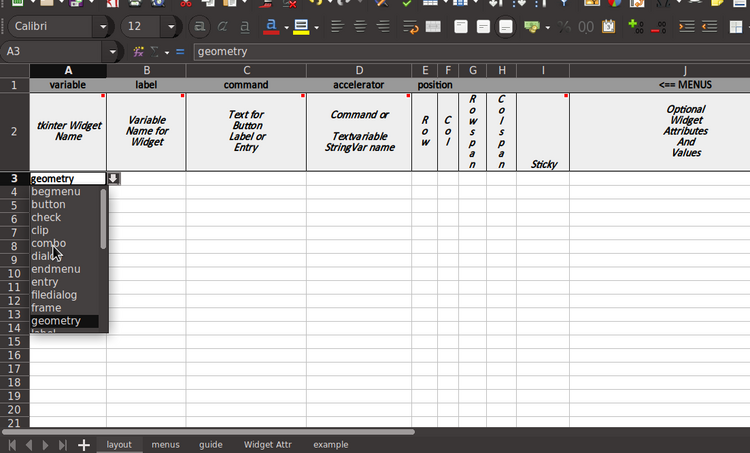 Calibri 12
A3 geometry
A B C D E F G H I J
1 variable label command accelerator position <== MENUS
2
tkinter Widget
Name
Variable
Name for
Widget
Text for
Button
Label or
Entry
Command or
Textvariable
StringVar name
Row
Col
Rowspan
Colsspan
Sticky
Optional
Widget
Attributes
And
Values
3 geometry
4 begmenu
5 button
6 check
7 clip
8 combo
9 dialog
10 endmenu
11 entry
12 filedialog
13 frame
14 geometry
label
15
16
17
18
19
20
21
layout menus guide Widget Attr example